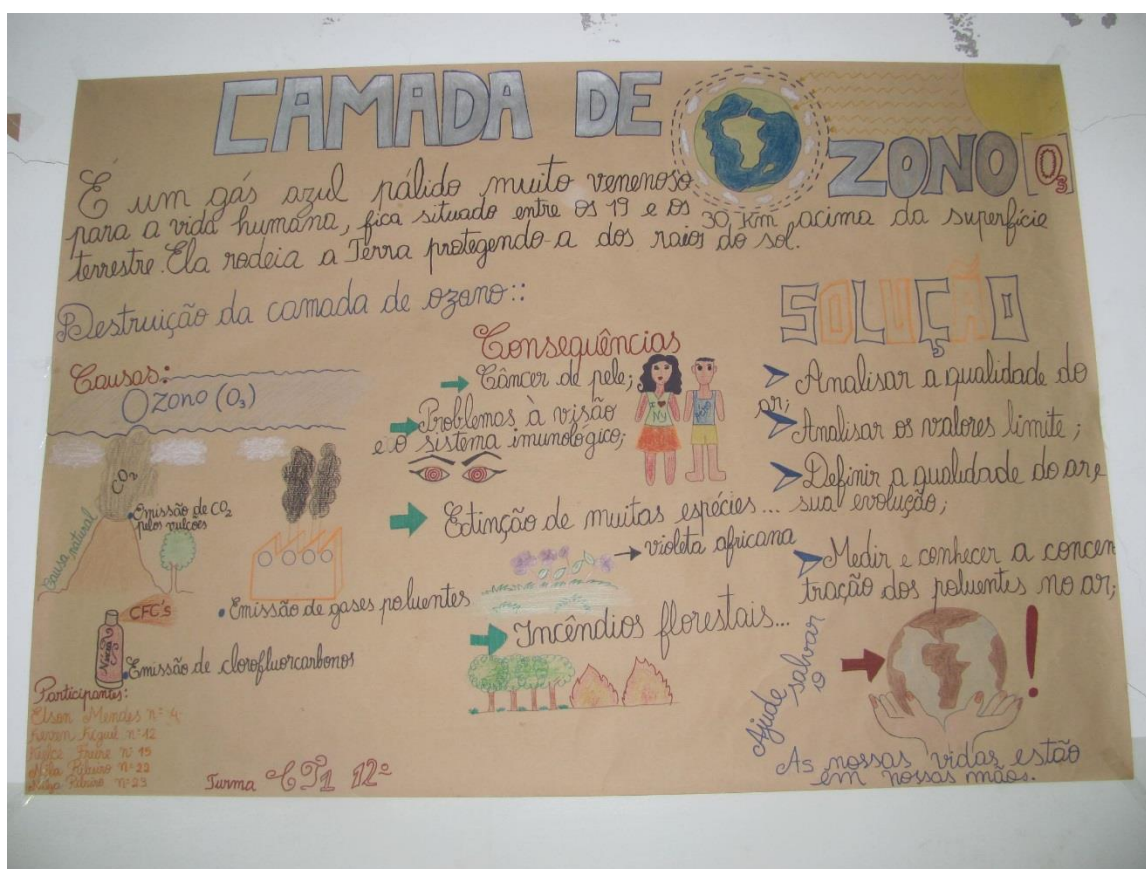 CAMADA DE OZONO [O₃]
É um gás azul pálido muito venenoso
para a vida humana, fica situado entre os 19 e os 30 Km acima da superfície
terrestre. Ela rodeia a Terra protegendo-a dos raios do sol.
Destruição da camada de ozono::
Causas:
Ozono (O₃)
CO₂
Causa natural
Emissão de CO₂
pelos vulcões
• Emissão de gases poluentes
CFC's
• Emissão de clorofluorcarbonos
Consequências
Câncer de pele;
Problemas à visão
e o sistema imunológico;
I ♥
NY
Extinção de muitas espécies...
violeta africana
Incêndios florestais...
SOLUÇÃO
Analisar a qualidade do
ar;
Analisar os valores limite;
Definir a qualidade do ar e
sua evolução;
Medir e conhecer a concen
tração dos poluentes no ar;
Ajude salvar
o
!
As nossas vidas estão
em nossas mãos.
Participantes:
Elson Mendes nº 4
nº 12
Freire nº 15
Ribeiro nº 22
Ribeiro nº 23
Turma CT1 12º